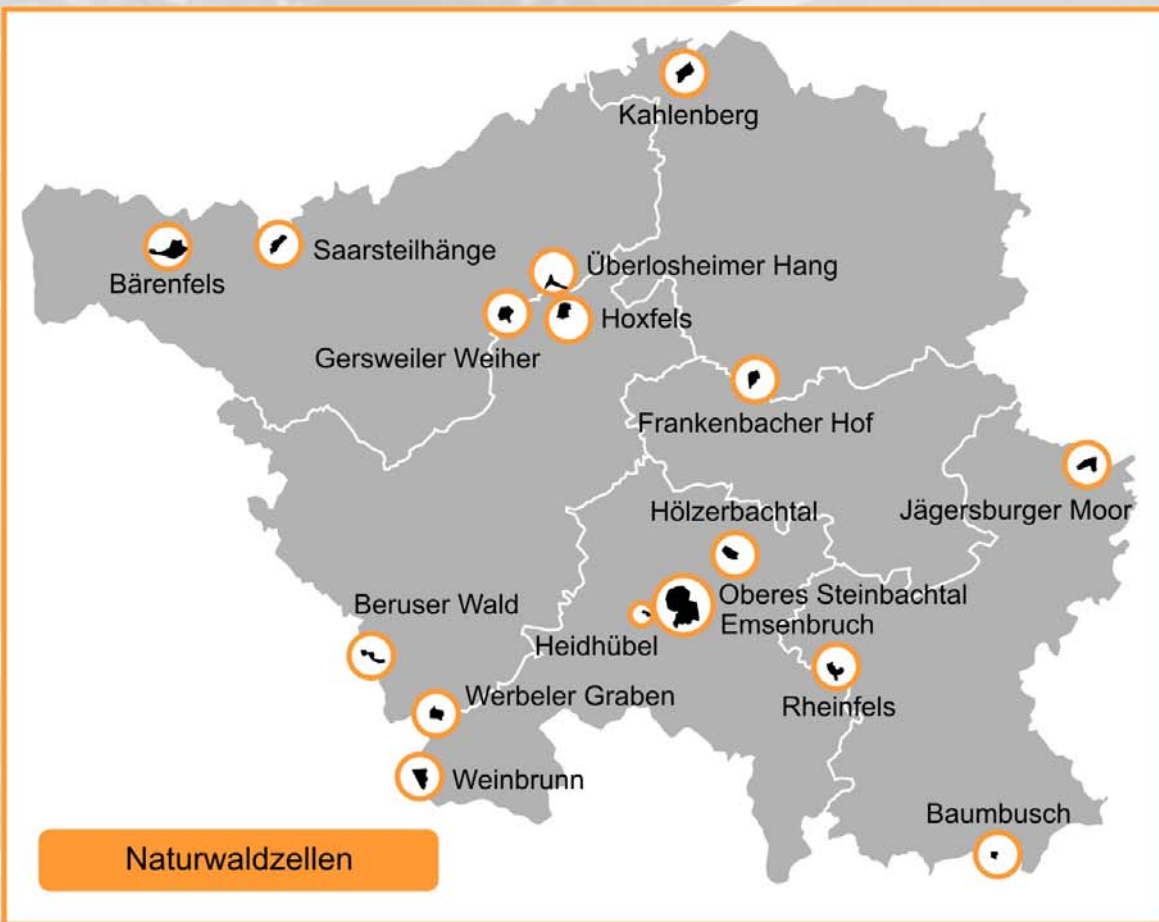 Kahlenberg
Saarsteilhänge
Bärenfels
Überlosheimer Hang
Hoxfels
Gersweiler Weiher
Frankenbacher Hof
Jägersburger Moor
Hölzerbachtal
Beruser Wald
Oberes Steinbachtal
Emsenbruch
Heidhübel
Werbeler Graben
Rheinfels
Weinbrunn
Baumbusch
Naturwaldzellen